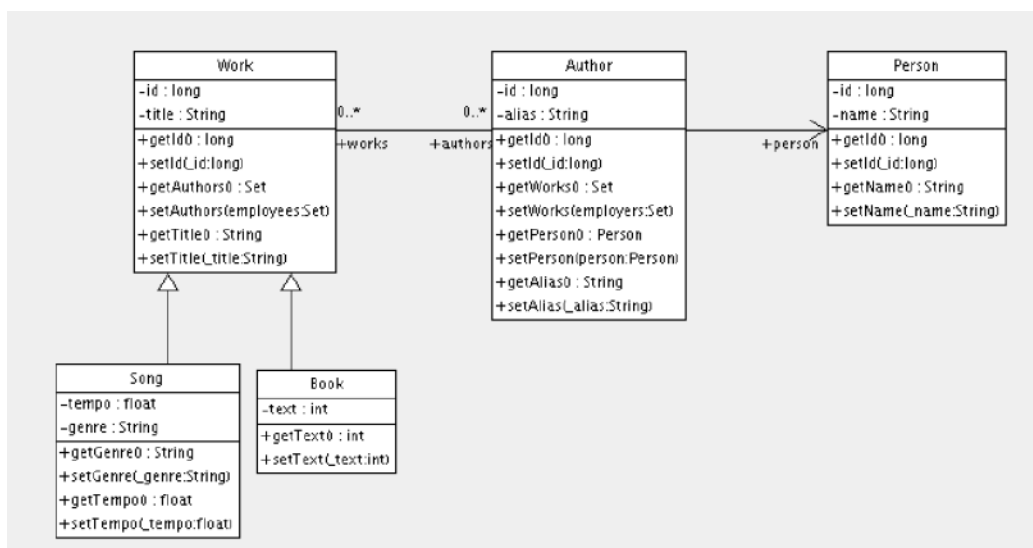 Work
-id : long
-title : String
+getId() : long
+setId(_id:long)
+getAuthors() : Set
+setAuthors(employees:Set)
+getTitle() : String
+setTitle(_title:String)
0..*
+works
0..*
+authors
Author
-id : long
-alias : String
+getId() : long
+setId(_id:long)
+getWorks() : Set
+setWorks(employers:Set)
+getPerson() : Person
+setPerson(person:Person)
+getAlias() : String
+setAlias(_alias:String)
+person
Person
-id : long
-name : String
+getId() : long
+setId(_id:long)
+getName() : String
+setName(_name:String)
Song
-tempo : float
-genre : String
+getGenre() : String
+setGenre(_genre:String)
+getTempo() : float
+setTempo(_tempo:float)
Book
-text : int
+getText() : int
+setText(_text:int)